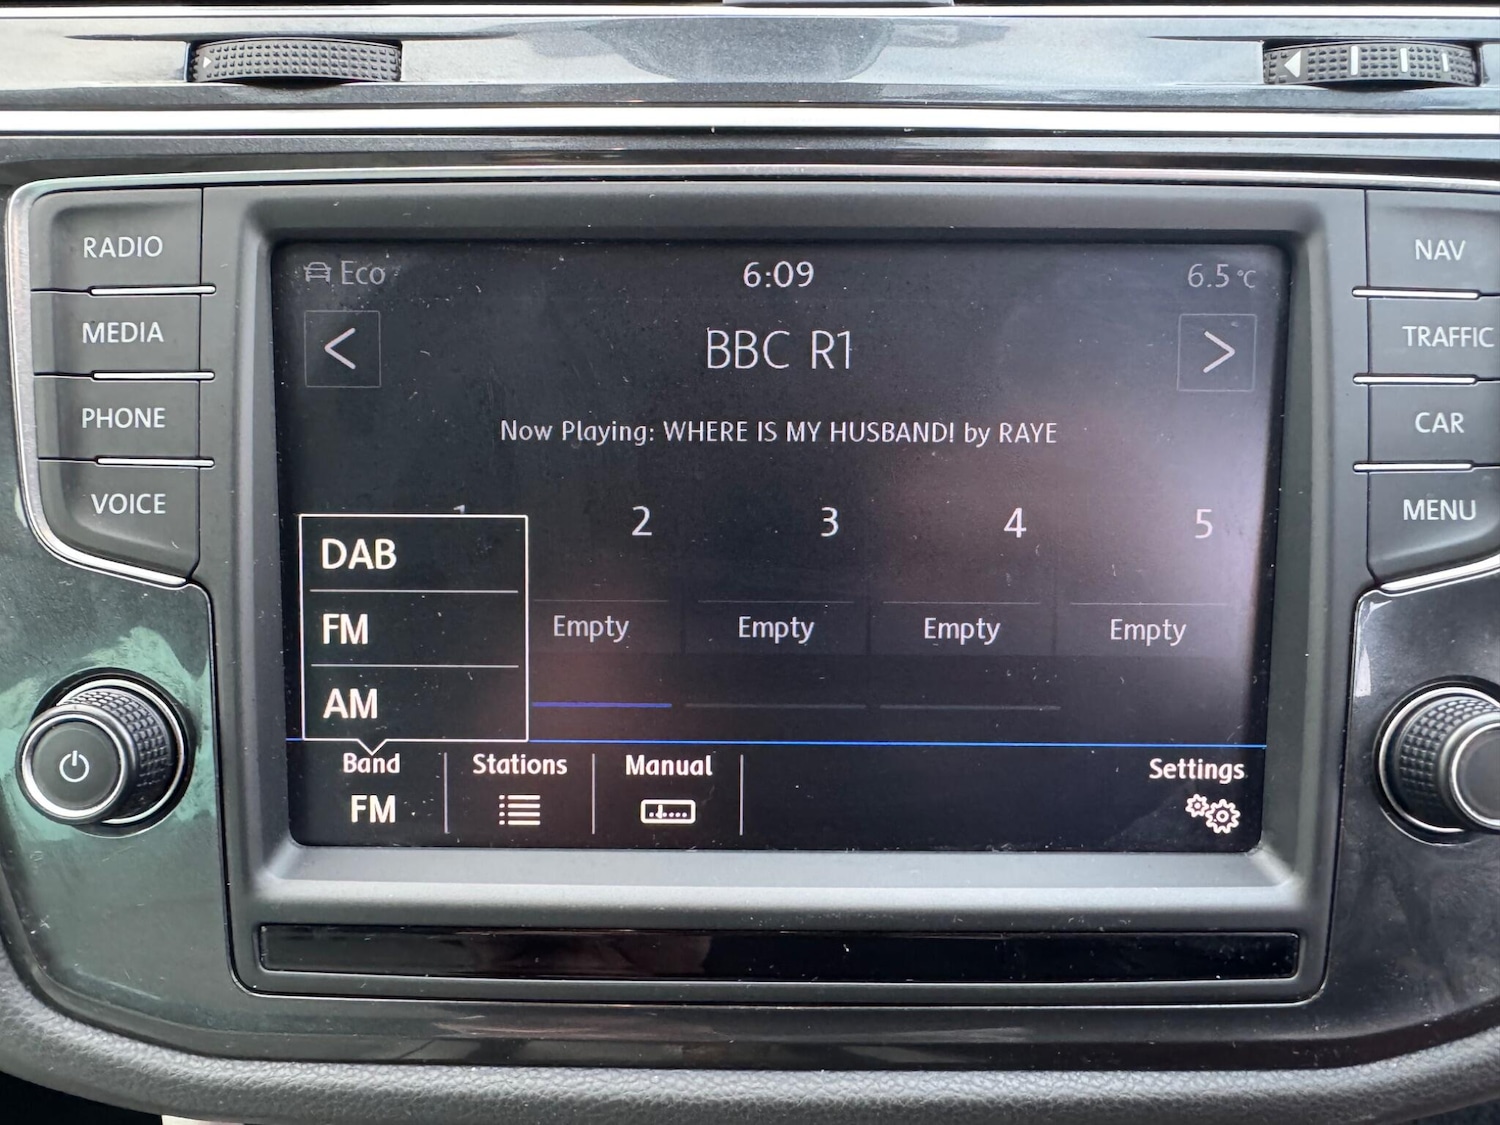 RADIO
MEDIA
PHONE
VOICE
Eco
6:09
6.5 °C
BBC R1
Now Playing: WHERE IS MY HUSBAND! by RAYE
1
2
3
4
5
Empty
Empty
Empty
Empty
DAB
FM
AM
Band
FM
Stations
Manual
Settings
NAV
TRAFFIC
CAR
MENU